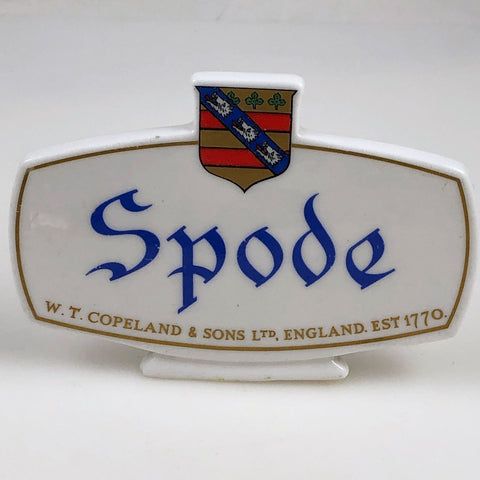 Spode
W. T. COPELAND & SONS LTD, ENGLAND. EST 1770.